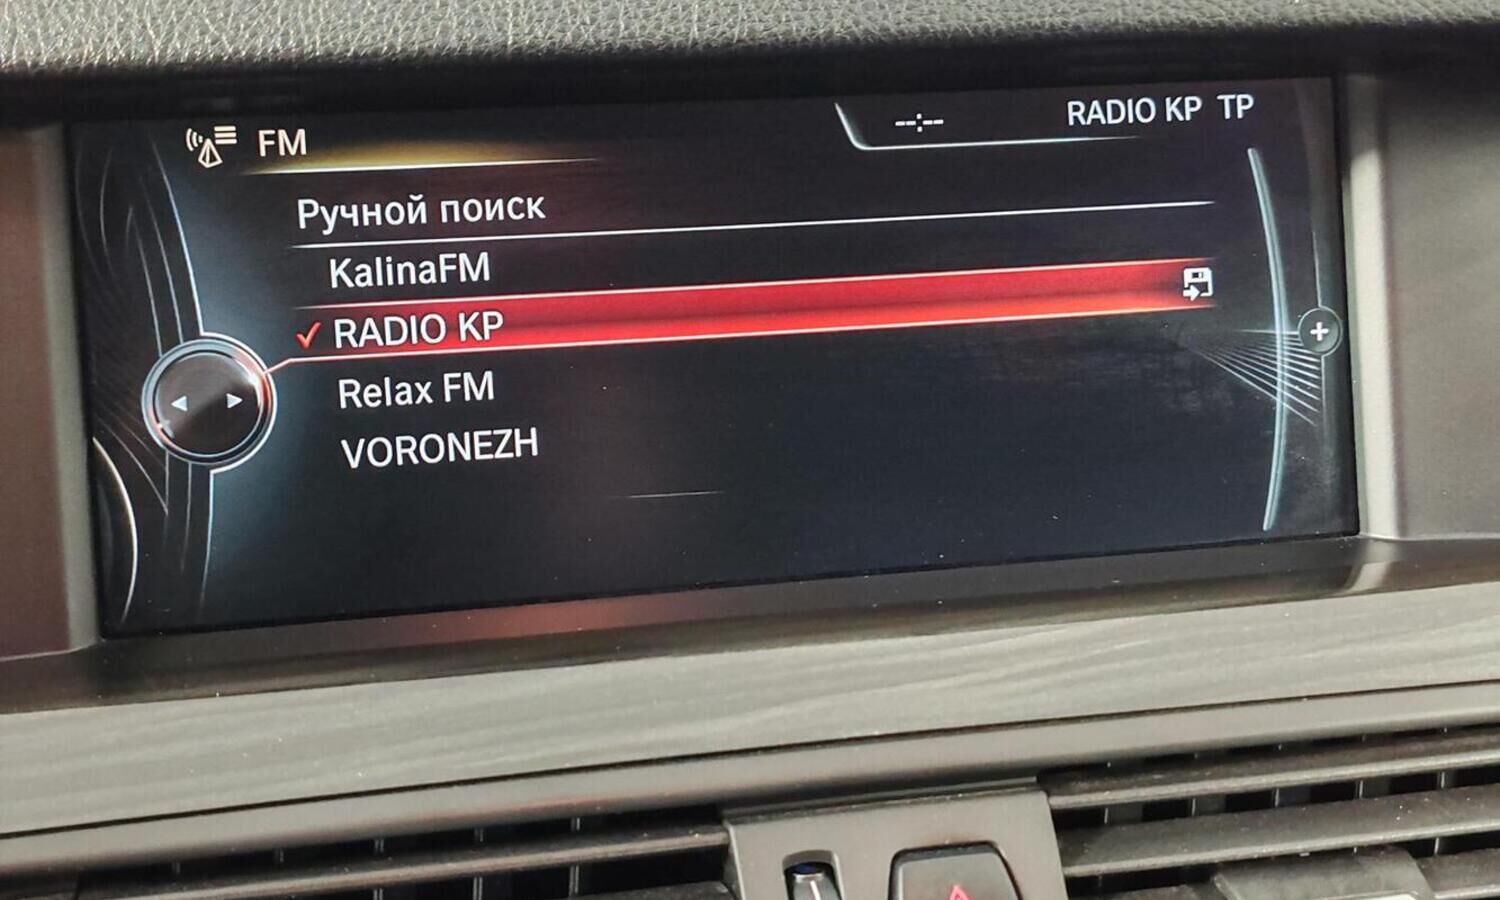 FM
--:-- RADIO KP TP
Ручной поиск
KalinaFM
✓ RADIO KP
Relax FM
VORONEZH